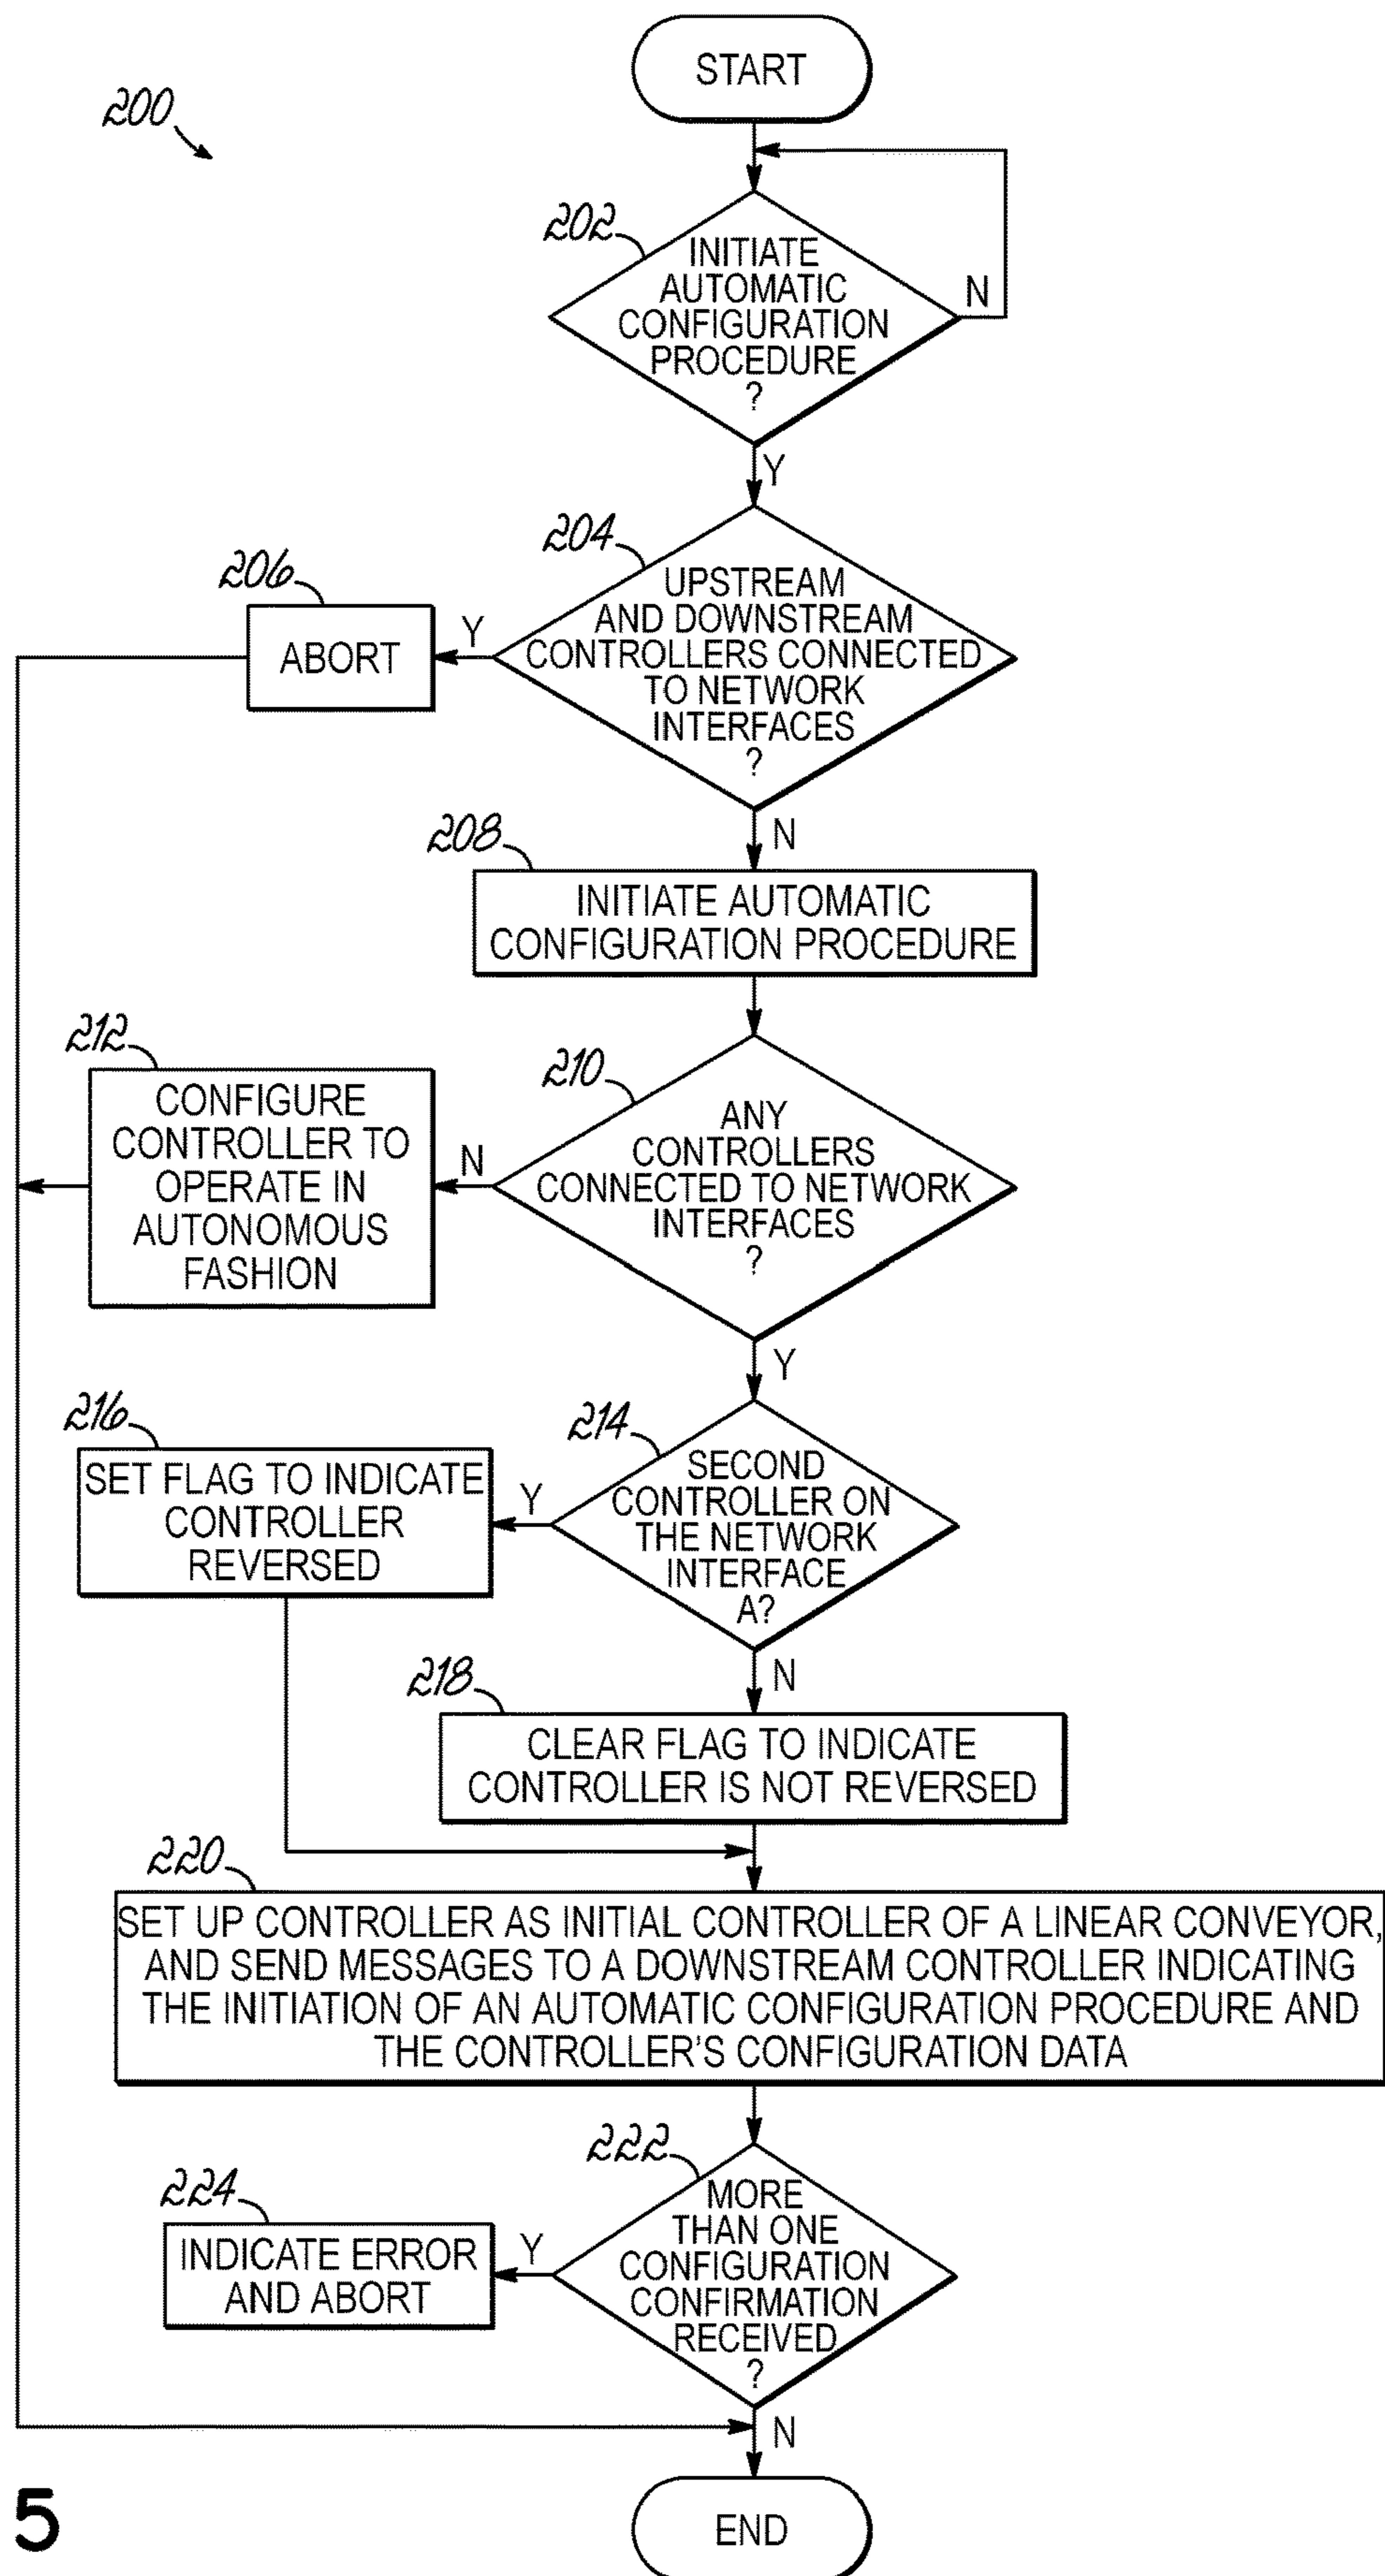 START
200
202
INITIATE
AUTOMATIC
CONFIGURATION
PROCEDURE
?
N
Y
204
UPSTREAM
AND DOWNSTREAM
CONTROLLERS CONNECTED
TO NETWORK
INTERFACES
?
Y
206
ABORT
N
208
INITIATE AUTOMATIC
CONFIGURATION PROCEDURE
210
ANY
CONTROLLERS
CONNECTED TO NETWORK
INTERFACES
?
N
212
CONFIGURE
CONTROLLER TO
OPERATE IN
AUTONOMOUS
FASHION
Y
214
SECOND
CONTROLLER ON
THE NETWORK
INTERFACE
A?
Y
216
SET FLAG TO INDICATE
CONTROLLER
REVERSED
N
218
CLEAR FLAG TO INDICATE
CONTROLLER IS NOT REVERSED
220
SET UP CONTROLLER AS INITIAL CONTROLLER OF A LINEAR CONVEYOR,
AND SEND MESSAGES TO A DOWNSTREAM CONTROLLER INDICATING
THE INITIATION OF AN AUTOMATIC CONFIGURATION PROCEDURE AND
THE CONTROLLER'S CONFIGURATION DATA
222
MORE
THAN ONE
CONFIGURATION
CONFIRMATION
RECEIVED
?
Y
224
INDICATE ERROR
AND ABORT
N
END
5